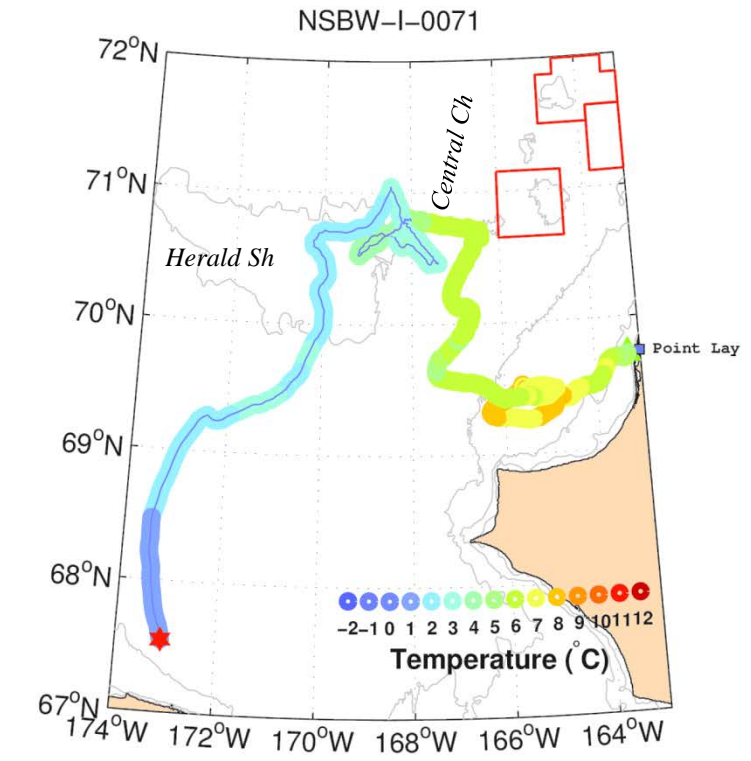 NSBW−I−0071
72°N
Central Ch
71°N
Herald Sh
70°N
Point Lay
69°N
68°N
−2 −1 0 1 2 3 4 5 6 7 8 9 10 11 12
Temperature (°C)
67°N
174°W 172°W 170°W 168°W 166°W 164°W